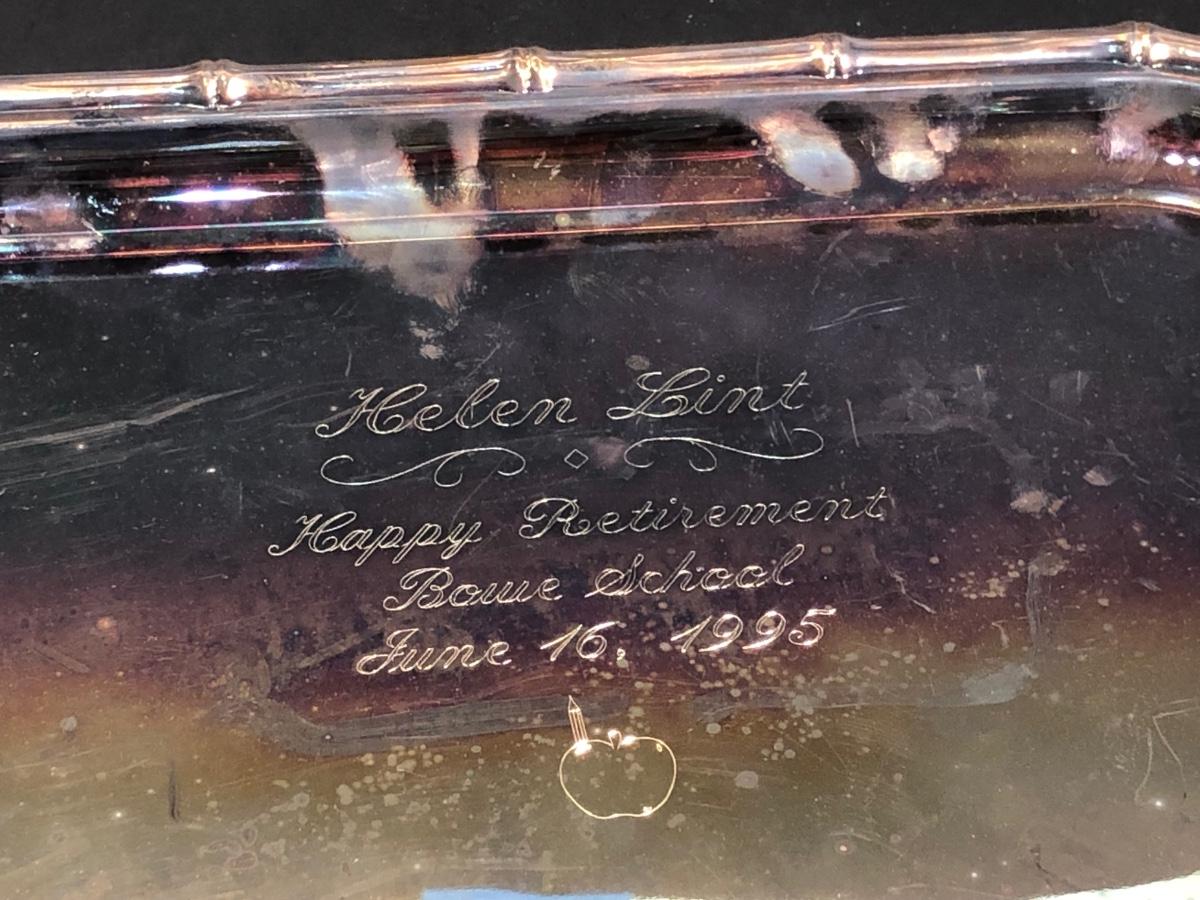 Helen Lint
Happy Retirement
Bowe School
June 16, 1995